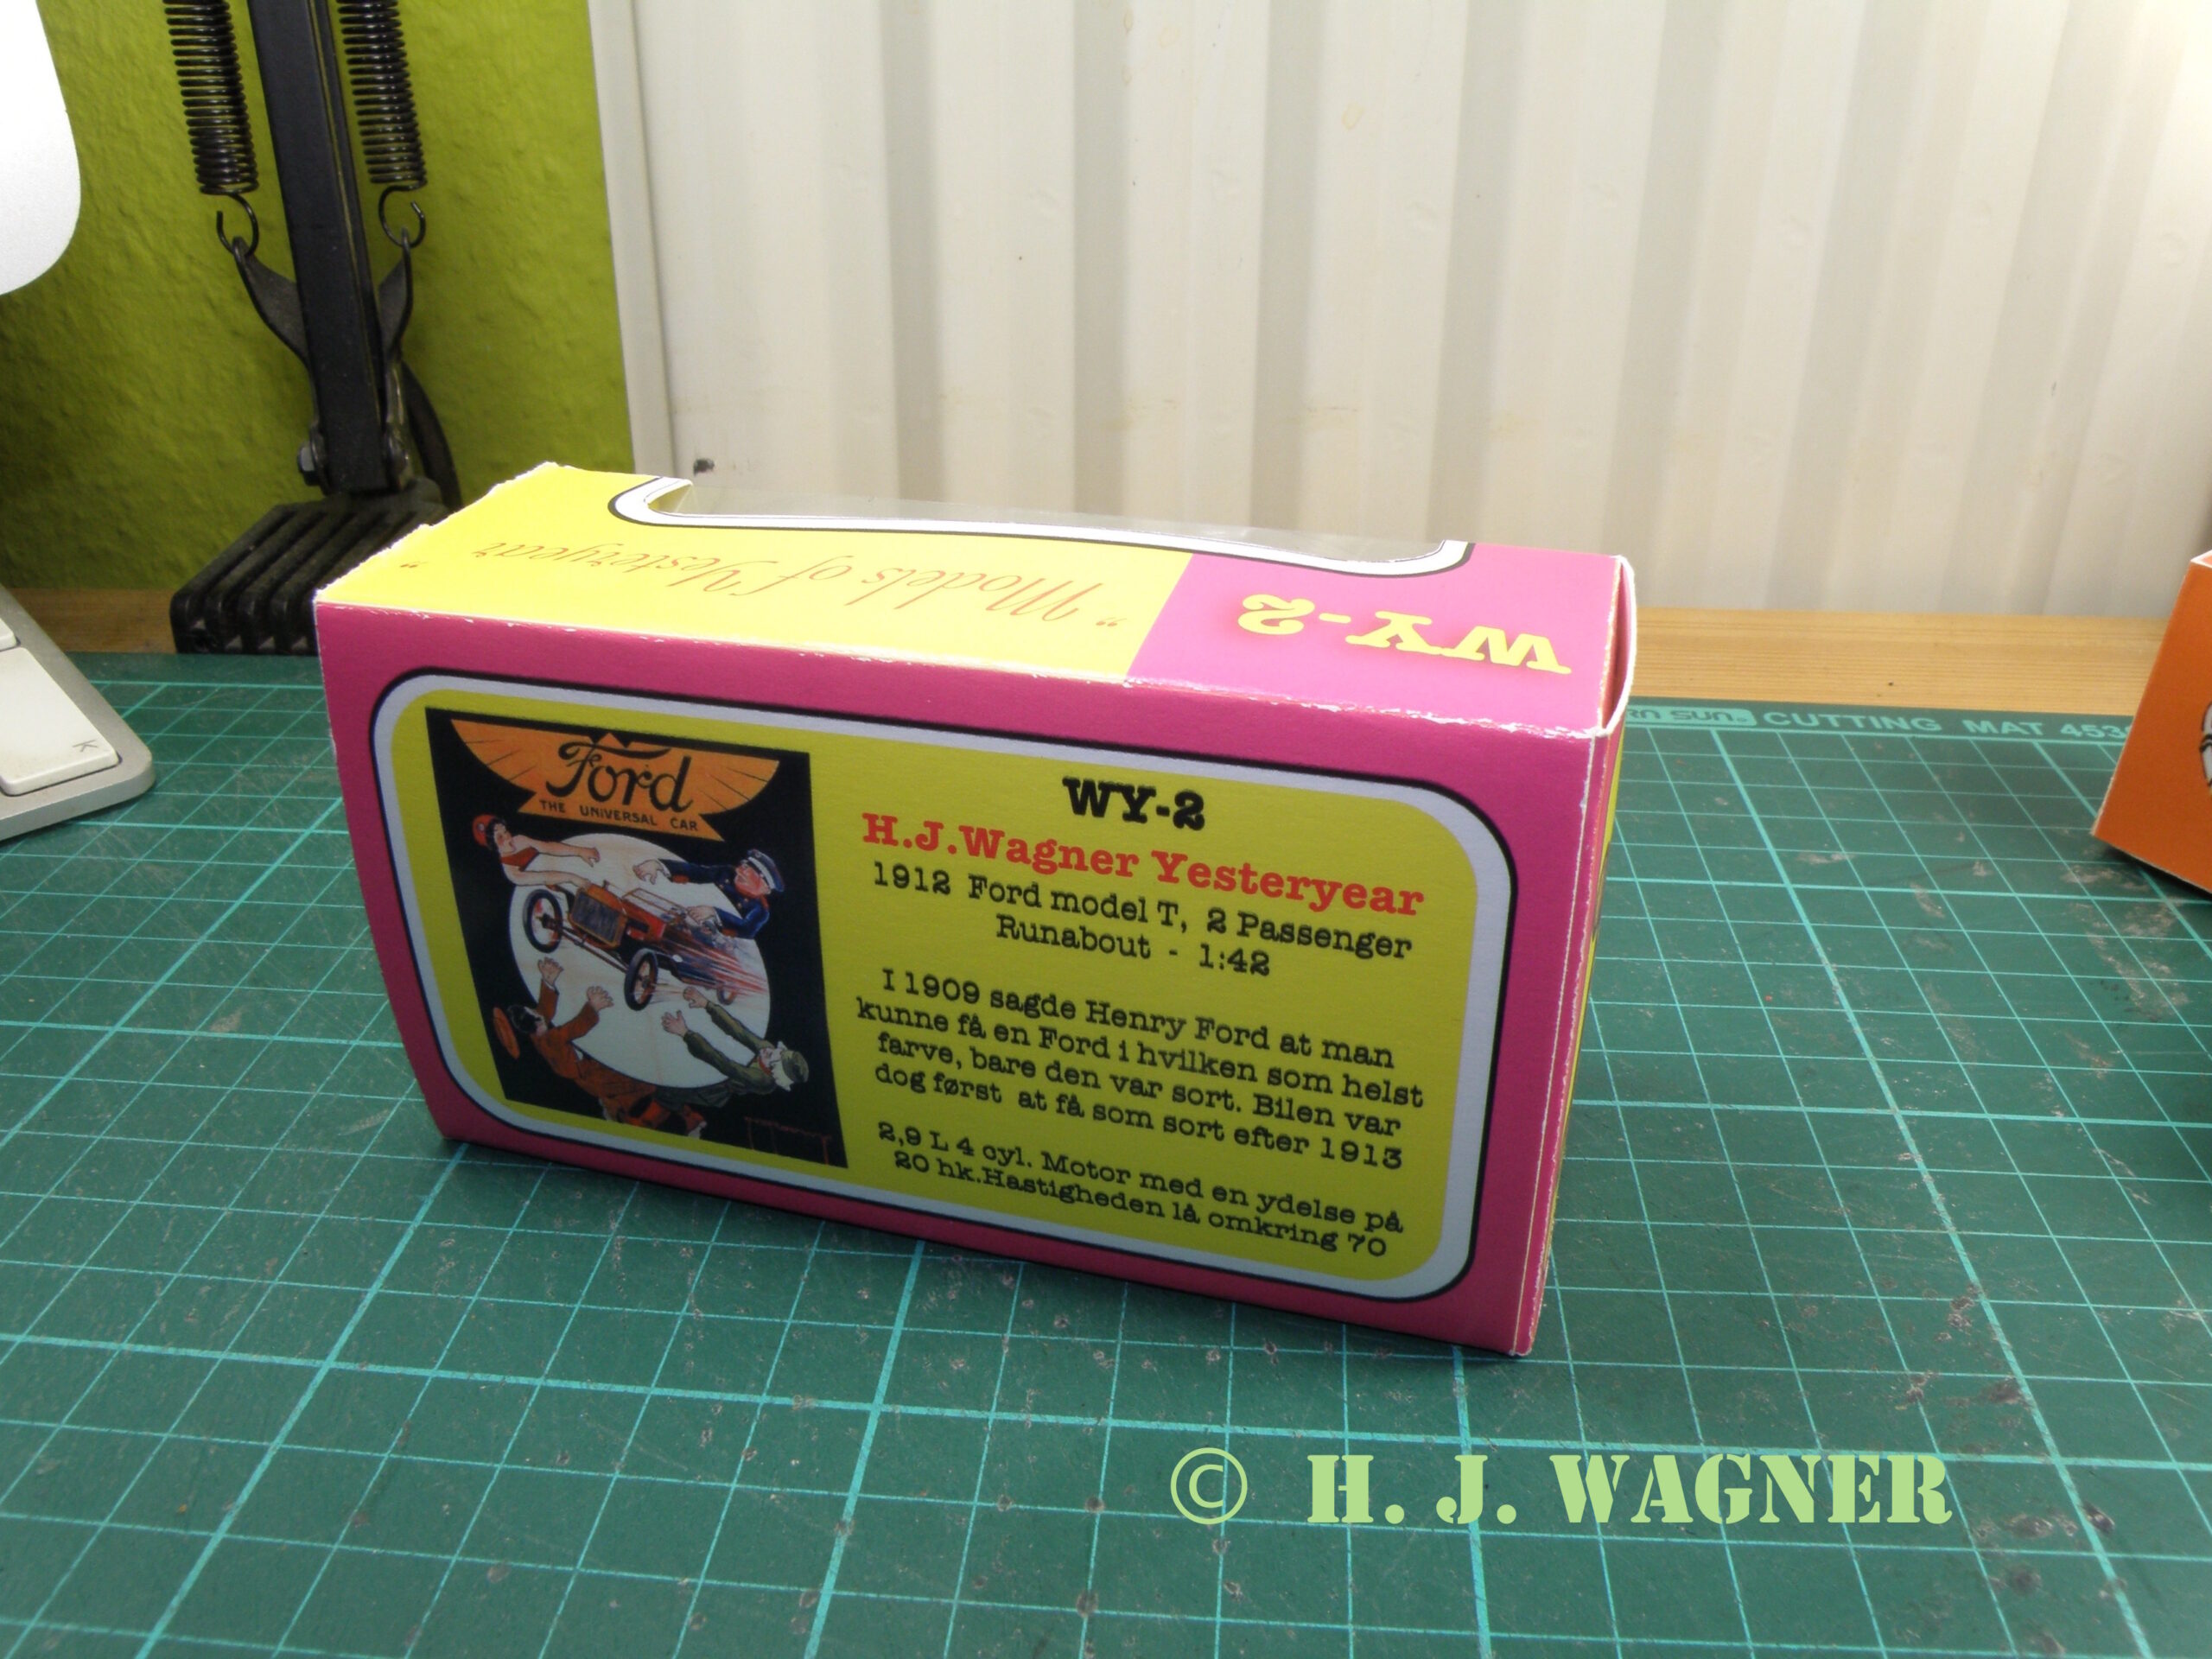 "Models of Yesteryear"
WY-2
Ford
THE UNIVERSAL CAR
WY-2
H.J.Wagner Yesteryear
1912 Ford model T, 2 Passenger
Runabout - 1:42
I 1909 sagde Henry Ford at man
kunne få en Ford i hvilken som helst
farve, bare den var sort. Bilen var
dog først at få som sort efter 1913
2,9 L 4 cyl. Motor med en ydelse på
20 hk.Hastigheden lå omkring 70
CUTTING MAT
K
© H. J. WAGNER